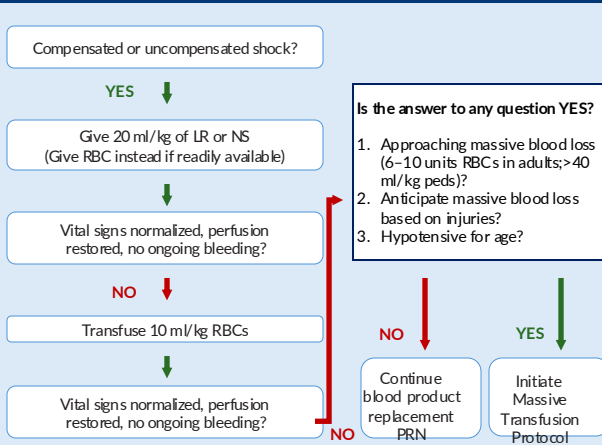 Compensated or uncompensated shock?
YES
Give 20 ml/kg of LR or NS
(Give RBC instead if readily available)
Vital signs normalized, perfusion
restored, no ongoing bleeding?
NO
Transfuse 10 ml/kg RBCs
Vital signs normalized, perfusion
restored, no ongoing bleeding?
NO
Is the answer to any question YES?
1. Approaching massive blood loss
(6–10 units RBCs in adults;>40
ml/kg peds)?
2. Anticipate massive blood loss
based on injuries?
3. Hypotensive for age?
NO
Continue
blood product
replacement
PRN
YES
Initiate
Massive
Transfusion
Protocol